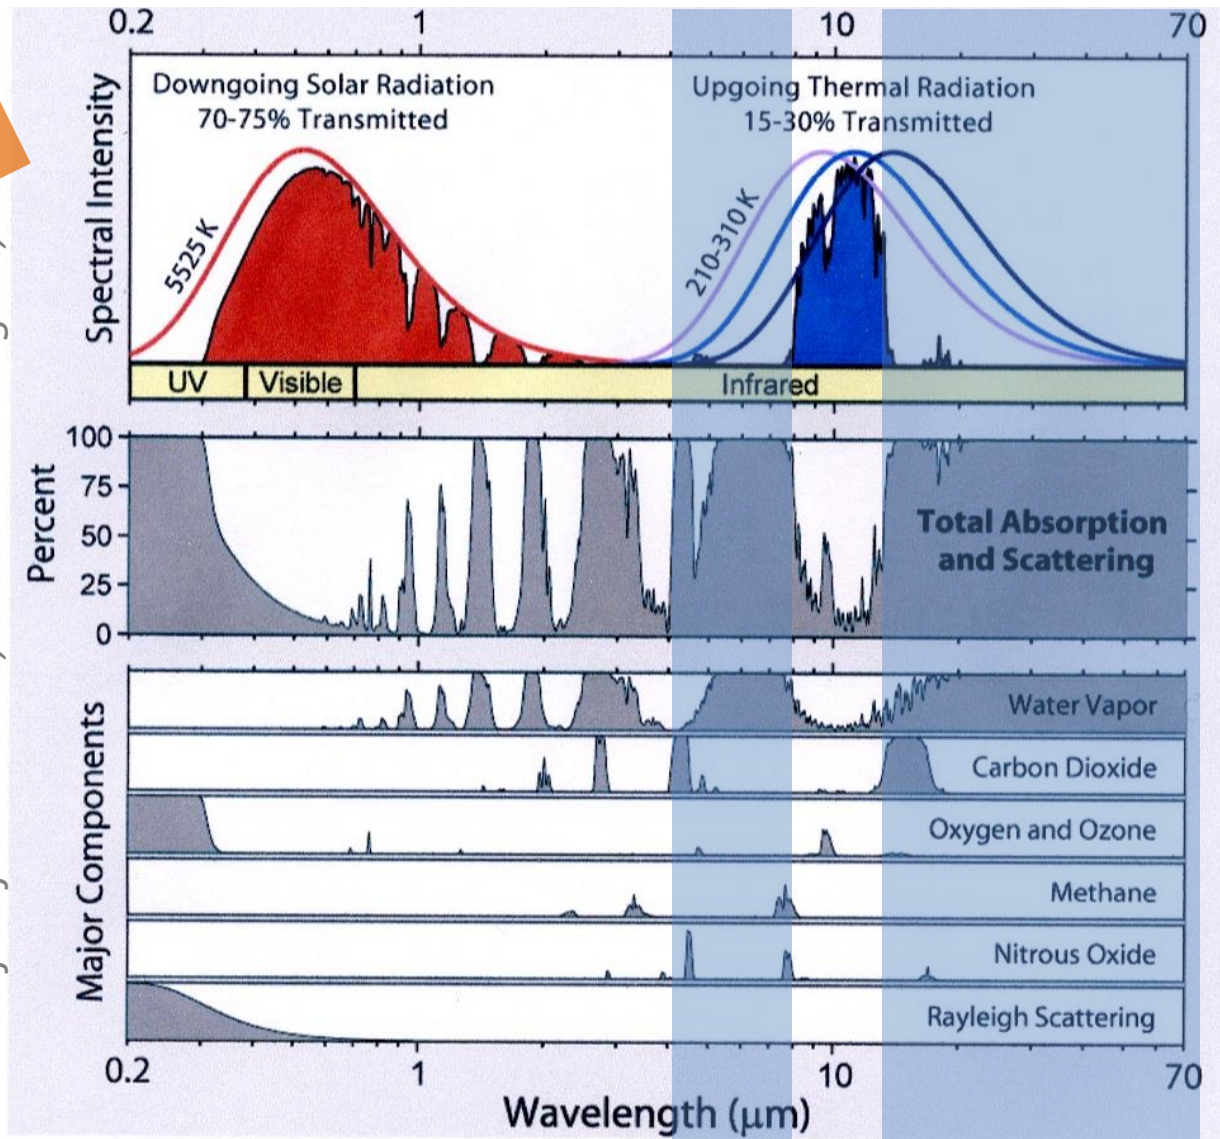 0.2 1 10 70
Spectral Intensity
Downgoing Solar Radiation
70-75% Transmitted
Upgoing Thermal Radiation
15-30% Transmitted
5525 K
210-310 K
UV Visible Infrared
Percent
100
75
50
25
0
Total Absorption
and Scattering
Major Components
Water Vapor
Carbon Dioxide
Oxygen and Ozone
Methane
Nitrous Oxide
Rayleigh Scattering
0.2 1 10 70
Wavelength (μm)